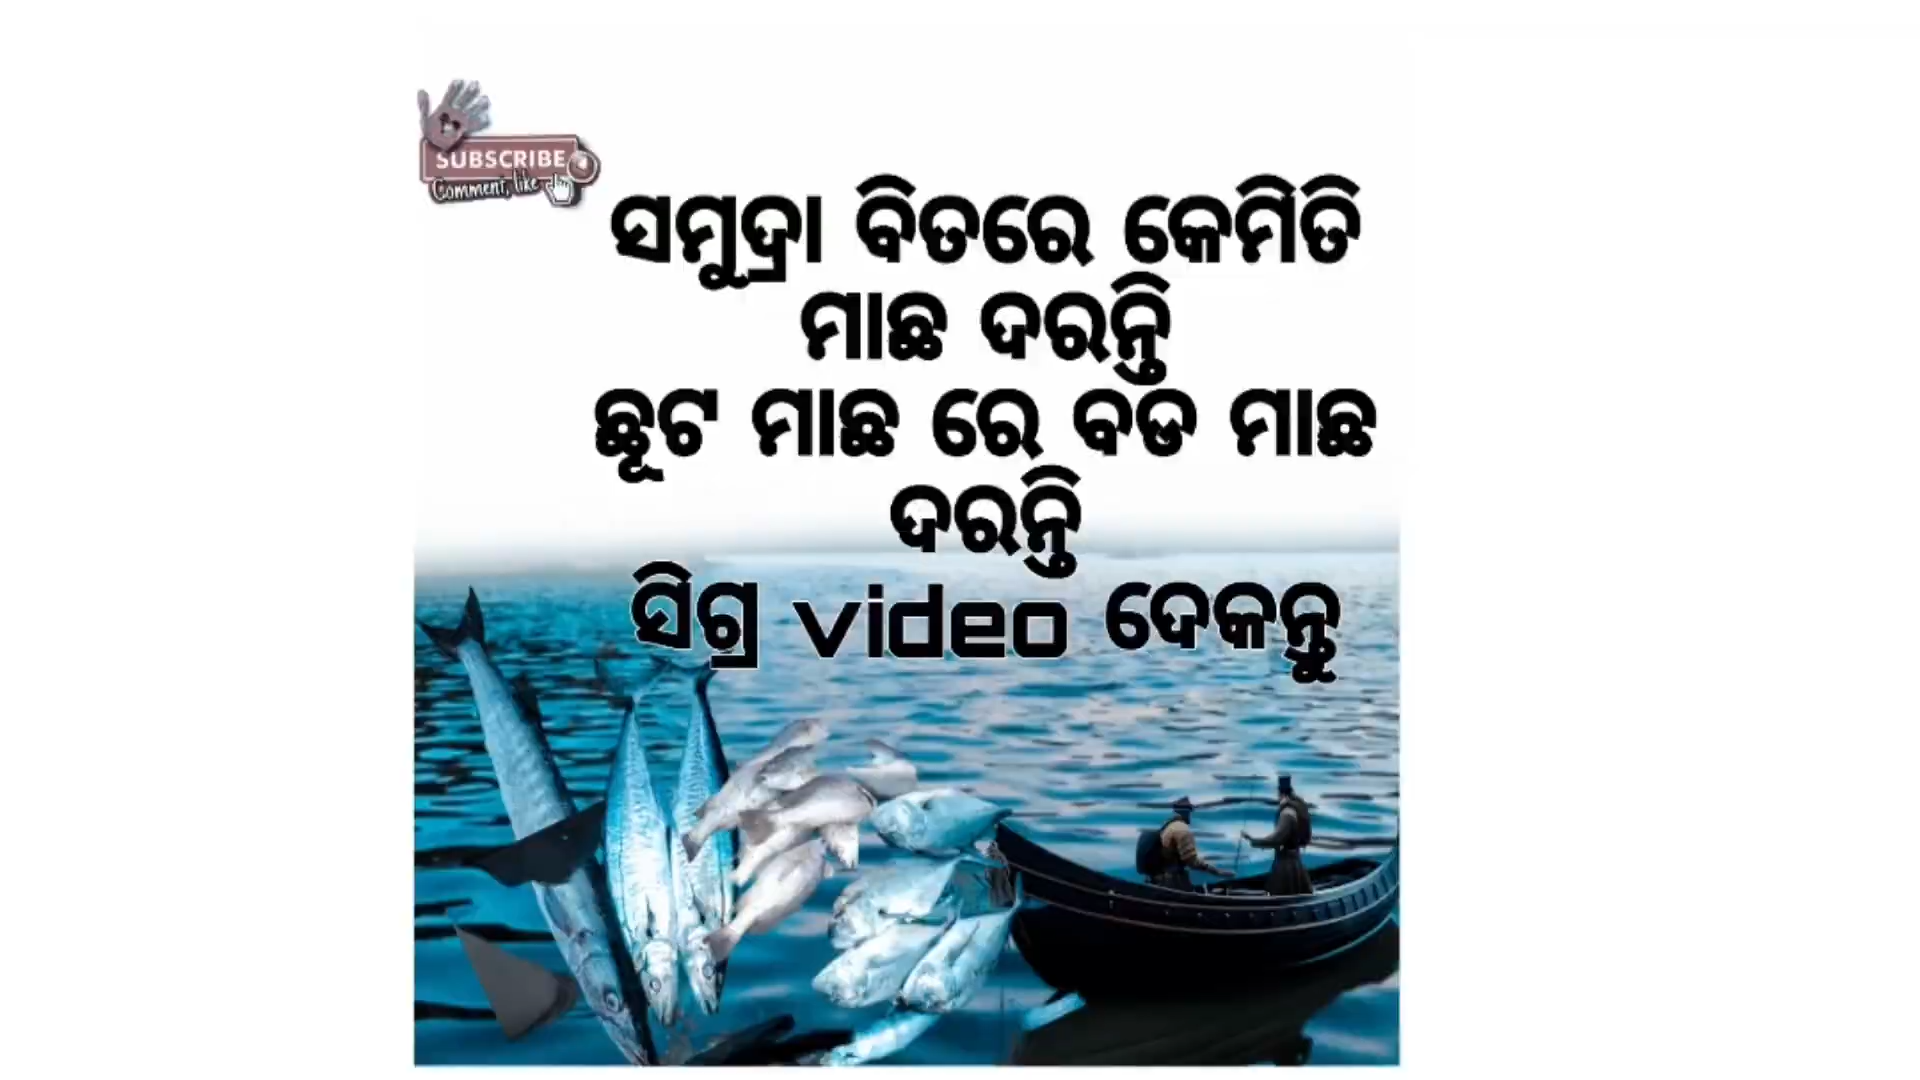 SUBSCRIBE
Comment, like
ସମୁଦ୍ରା ବିତରେ କେମିତି
ମାଛ ଦରନ୍ତି
ଛୂଟ ମାଛ ରେ ବଡ ମାଛ
ଦରନ୍ତି
ସିଗ୍ର video ଦେକନ୍ତୁ